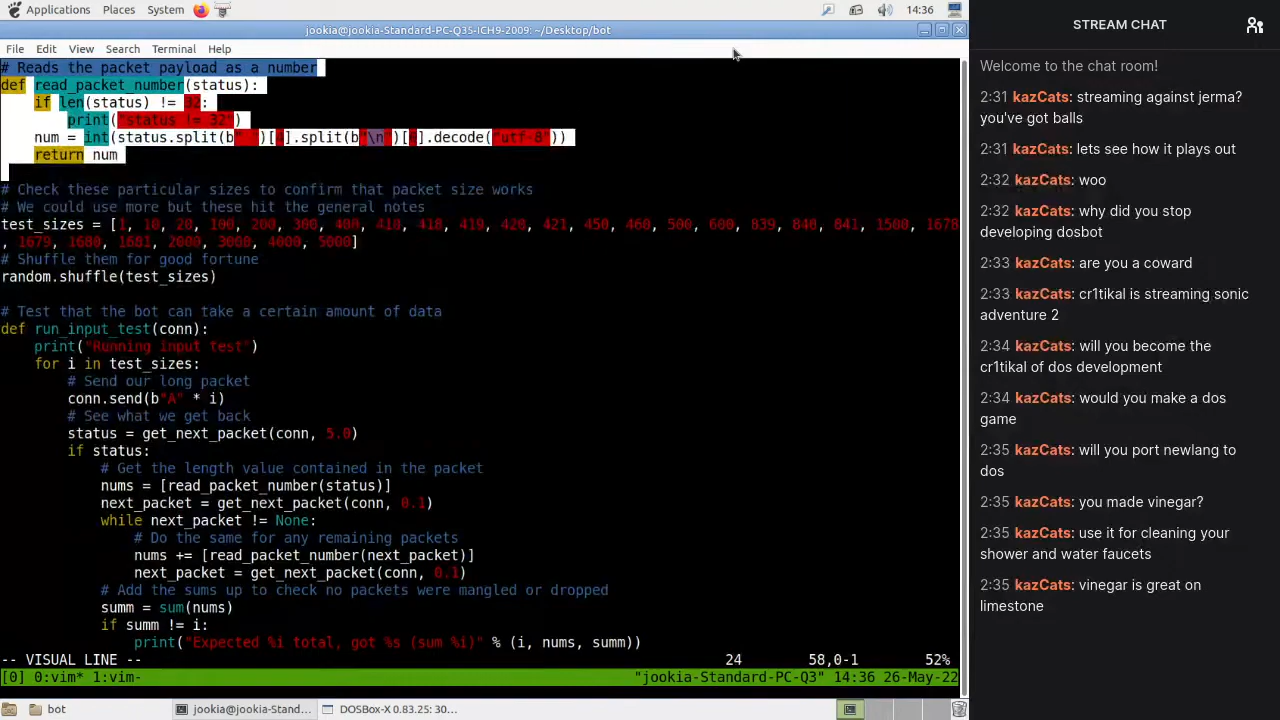 Applications Places System 14:36
jookia@jookia-Standard-PC-Q35-ICH9-2009: ~/Desktop/bot
File Edit View Search Terminal Help
# Reads the packet payload as a number
def read_packet_number(status):
if len(status) != 32:
print("status != 32")
num = int(status.split(b" ")[ ].split(b"\n")[ ].decode("utf-8"))
return num
# Check these particular sizes to confirm that packet size works
# We could use more but these hit the general notes
test_sizes = [1, 10, 20, 100, 200, 300, 400, 410, 418, 419, 420, 421, 450, 460, 500, 600, 839, 840, 841, 1500, 1678
, 1679, 1680, 1681, 2000, 3000, 4000, 5000]
# Shuffle them for good fortune
random.shuffle(test_sizes)
# Test that the bot can take a certain amount of data
def run_input_test(conn):
print("Running input test")
for i in test_sizes:
# Send our long packet
conn.send(b"A" * i)
# See what we get back
status = get_next_packet(conn, 5.0)
if status:
# Get the length value contained in the packet
nums = [read_packet_number(status)]
next_packet = get_next_packet(conn, 0.1)
while next_packet != None:
# Do the same for any remaining packets
nums += [read_packet_number(next_packet)]
next_packet = get_next_packet(conn, 0.1)
# Add the sums up to check no packets were mangled or dropped
summ = sum(nums)
if summ != i:
print("Expected %i total, got %s (sum %i)" % (i, nums, summ))
-- VISUAL LINE -- 24 58,0-1 52%
[0] 0:vim* 1:vim- "jookia-Standard-PC-Q3" 14:36 26-May-22
bot jookia@jookia-Stand... DOSBox-X 0.83.25: 30...
STREAM CHAT
Welcome to the chat room!
2:31 kazCats: streaming against jerma?
you've got balls
2:31 kazCats: lets see how it plays out
2:32 kazCats: woo
2:32 kazCats: why did you stop
developing dosbot
2:33 kazCats: are you a coward
2:33 kazCats: cr1tikal is streaming sonic
adventure 2
2:34 kazCats: will you become the
cr1tikal of dos development
2:34 kazCats: would you make a dos
game
2:35 kazCats: will you port newlang to
dos
2:35 kazCats: you made vinegar?
2:35 kazCats: use it for cleaning your
shower and water faucets
2:35 kazCats: vinegar is great on
limestone